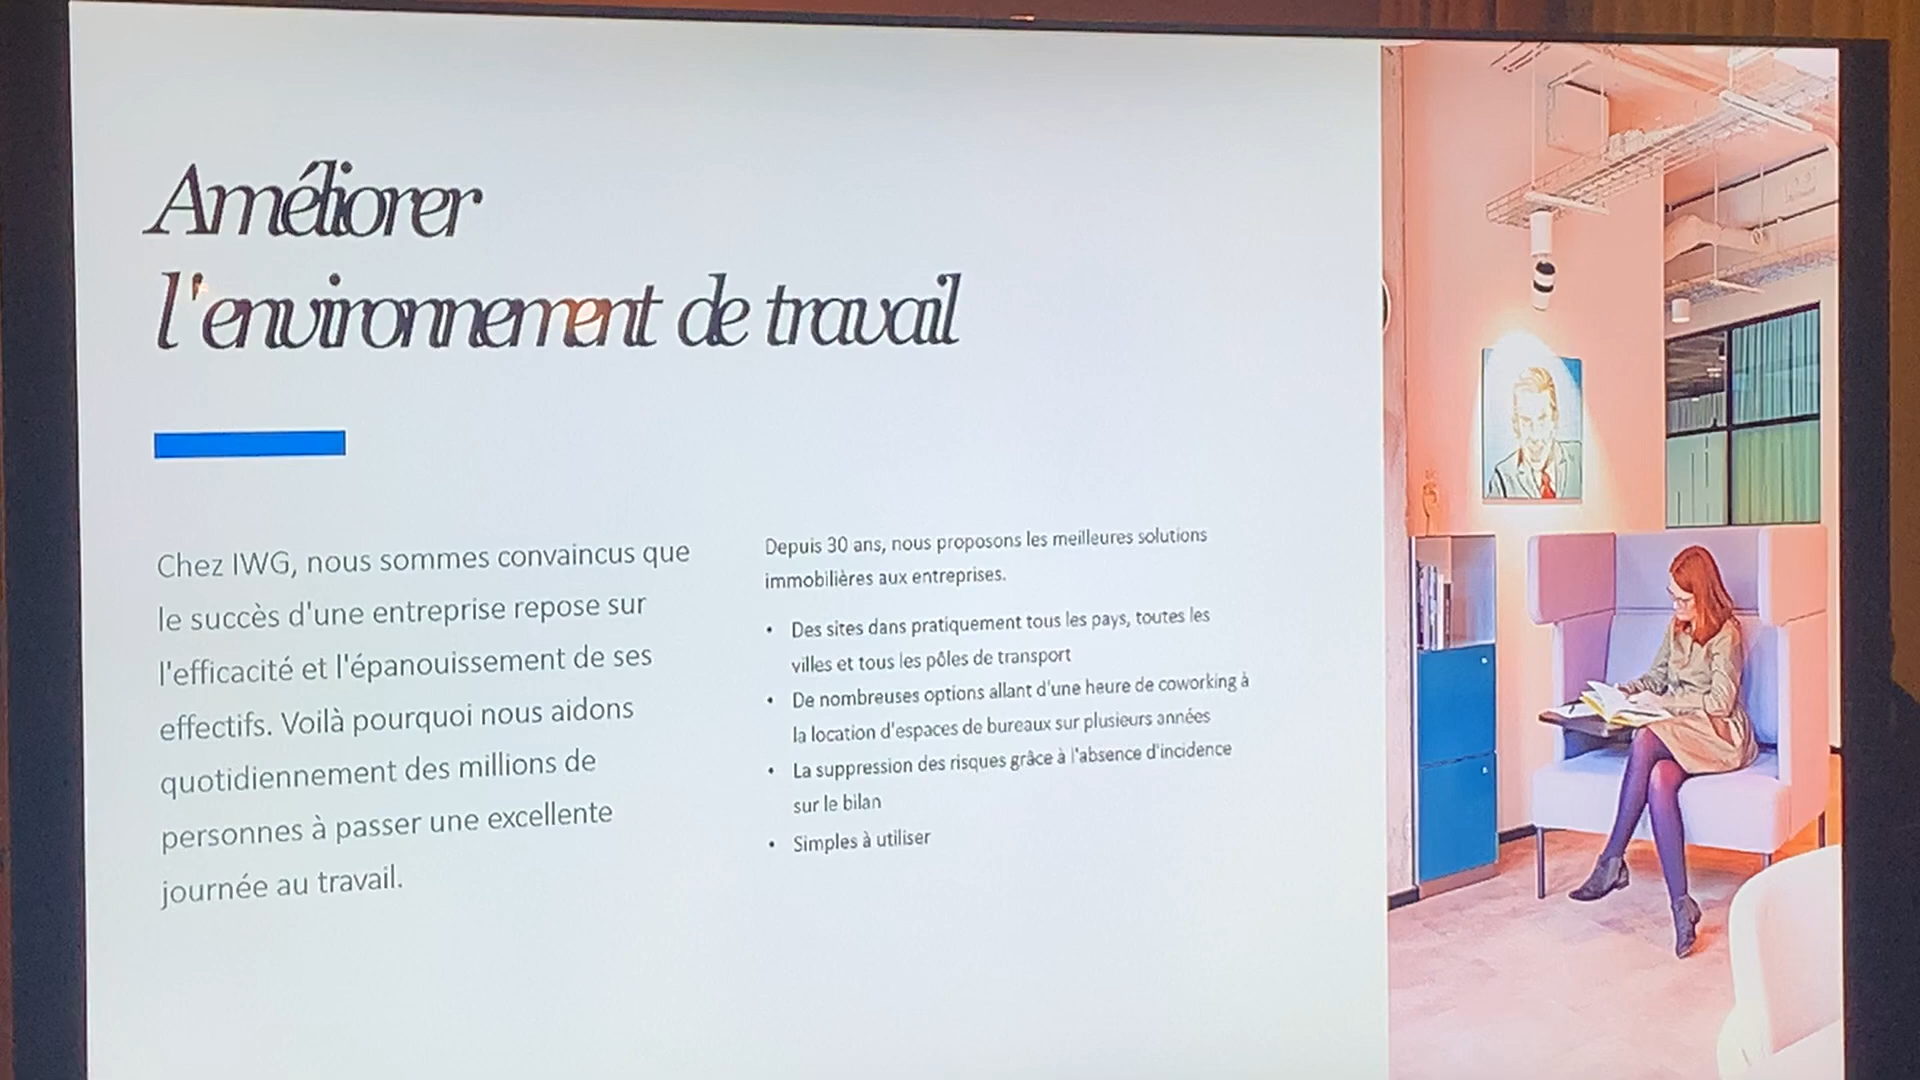 Améliorer
l'environnement de travail
Chez IWG, nous sommes convaincus que
le succès d'une entreprise repose sur
l'efficacité et l'épanouissement de ses
effectifs. Voilà pourquoi nous aidons
quotidiennement des millions de
personnes à passer une excellente
journée au travail.
Depuis 30 ans, nous proposons les meilleures solutions
immobilières aux entreprises.
• Des sites dans pratiquement tous les pays, toutes les
villes et tous les pôles de transport
• De nombreuses options allant d'une heure de coworking à
la location d'espaces de bureaux sur plusieurs années
• La suppression des risques grâce à l'absence d'incidence
sur le bilan
• Simples à utiliser